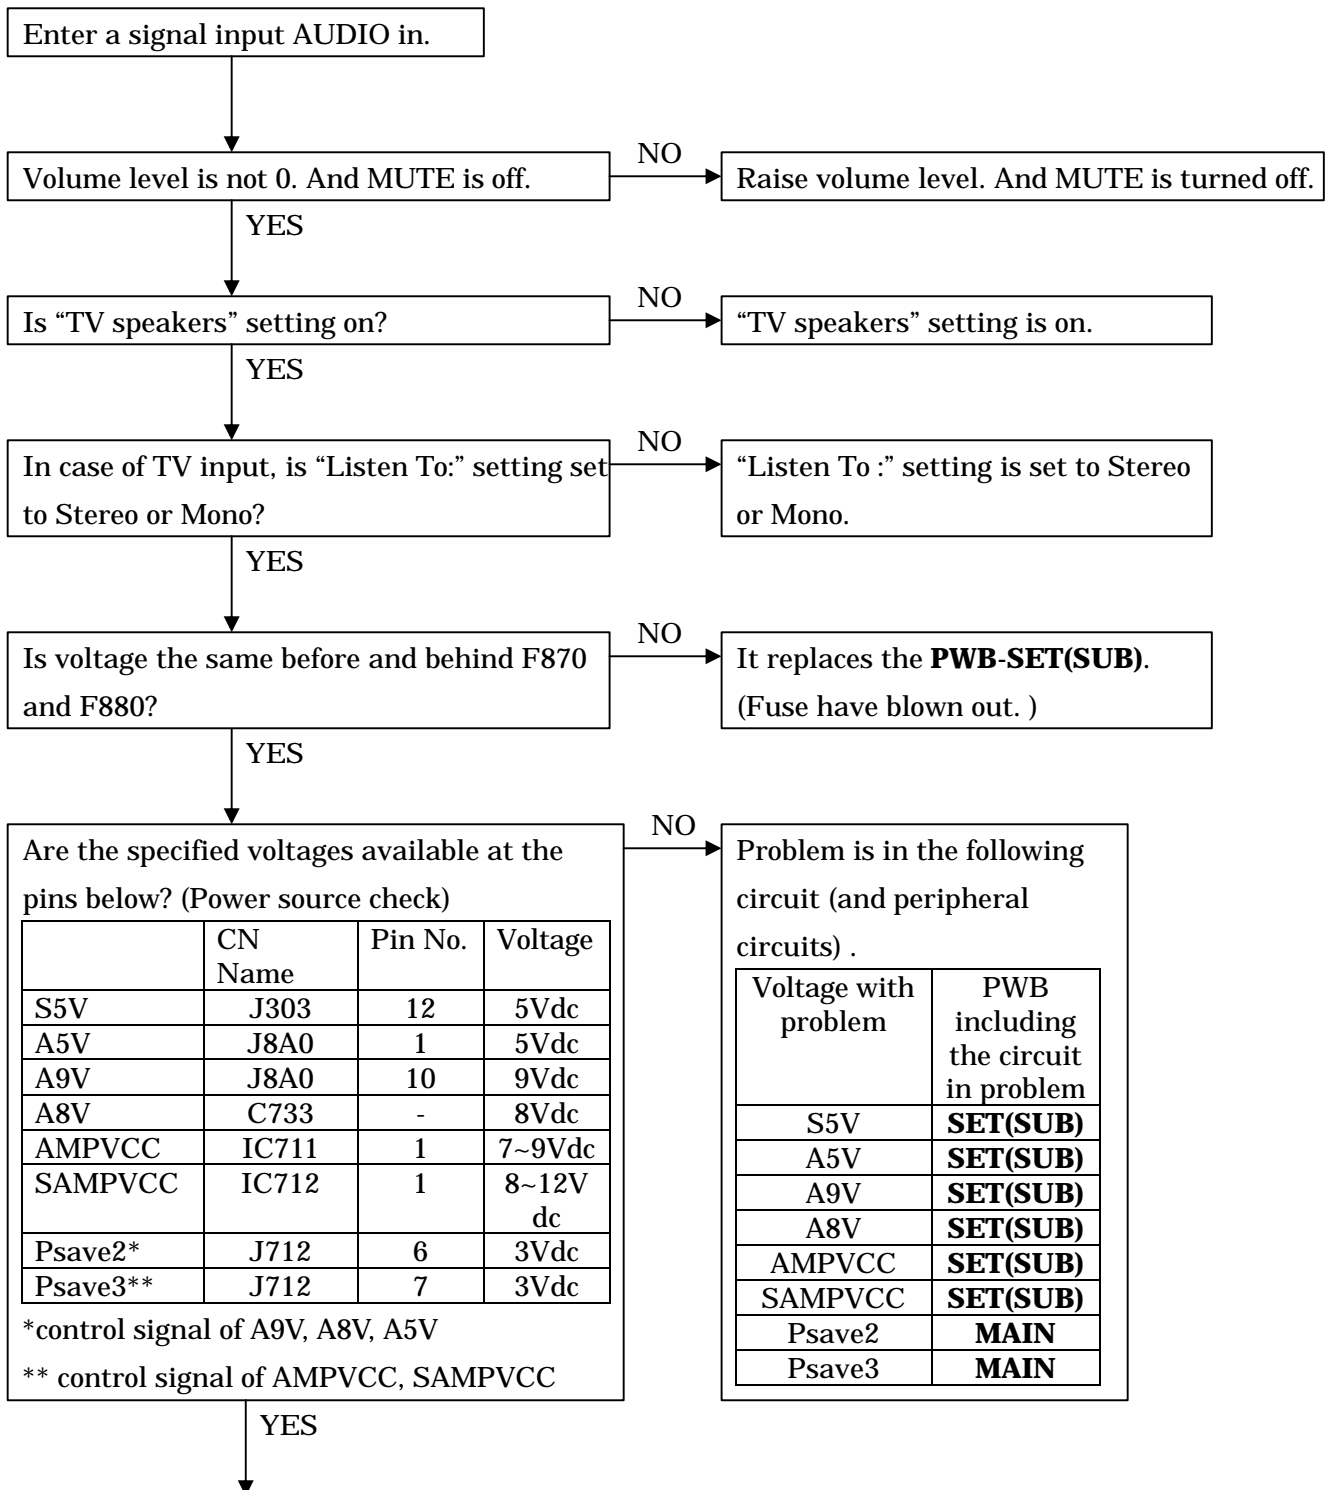 Enter a signal input AUDIO in.
Volume level is not 0. And MUTE is off.
NO
Raise volume level. And MUTE is turned off.
YES
Is “TV speakers” setting on?
NO
“TV speakers” setting is on.
YES
In case of TV input, is “Listen To:” setting set
to Stereo or Mono?
NO
“Listen To :” setting is set to Stereo
or Mono.
YES
Is voltage the same before and behind F870
and F880?
NO
It replaces the PWB-SET(SUB).
(Fuse have blown out. )
YES
Are the specified voltages available at the
pins below? (Power source check)
CN Pin No. Voltage
Name
S5V J303 12 5Vdc
A5V J8A0 1 5Vdc
A9V J8A0 10 9Vdc
A8V C733 - 8Vdc
AMPVCC IC711 1 7~9Vdc
SAMPVCC IC712 1 8~12V
dc
Psave2* J712 6 3Vdc
Psave3** J712 7 3Vdc
*control signal of A9V, A8V, A5V
** control signal of AMPVCC, SAMPVCC
NO
Problem is in the following
circuit (and peripheral
circuits) .
Voltage with PWB
problem including
the circuit
in problem
S5V SET(SUB)
A5V SET(SUB)
A9V SET(SUB)
A8V SET(SUB)
AMPVCC SET(SUB)
SAMPVCC SET(SUB)
Psave2 MAIN
Psave3 MAIN
YES